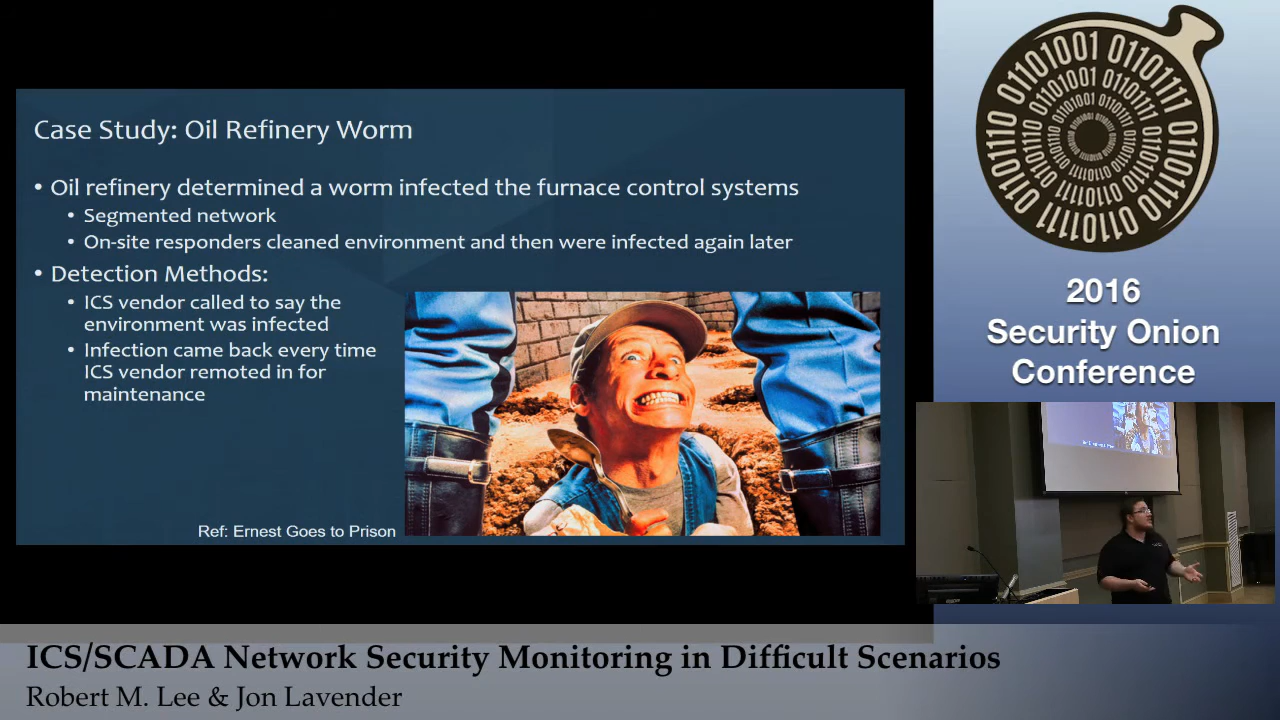 Case Study: Oil Refinery Worm
• Oil refinery determined a worm infected the furnace control systems
• Segmented network
• On-site responders cleaned environment and then were infected again later
• Detection Methods:
• ICS vendor called to say the
environment was infected
• Infection came back every time
ICS vendor remoted in for
maintenance
Ref: Ernest Goes to Prison
2016
Security Onion
Conference
ICS/SCADA Network Security Monitoring in Difficult Scenarios
Robert M. Lee & Jon Lavender